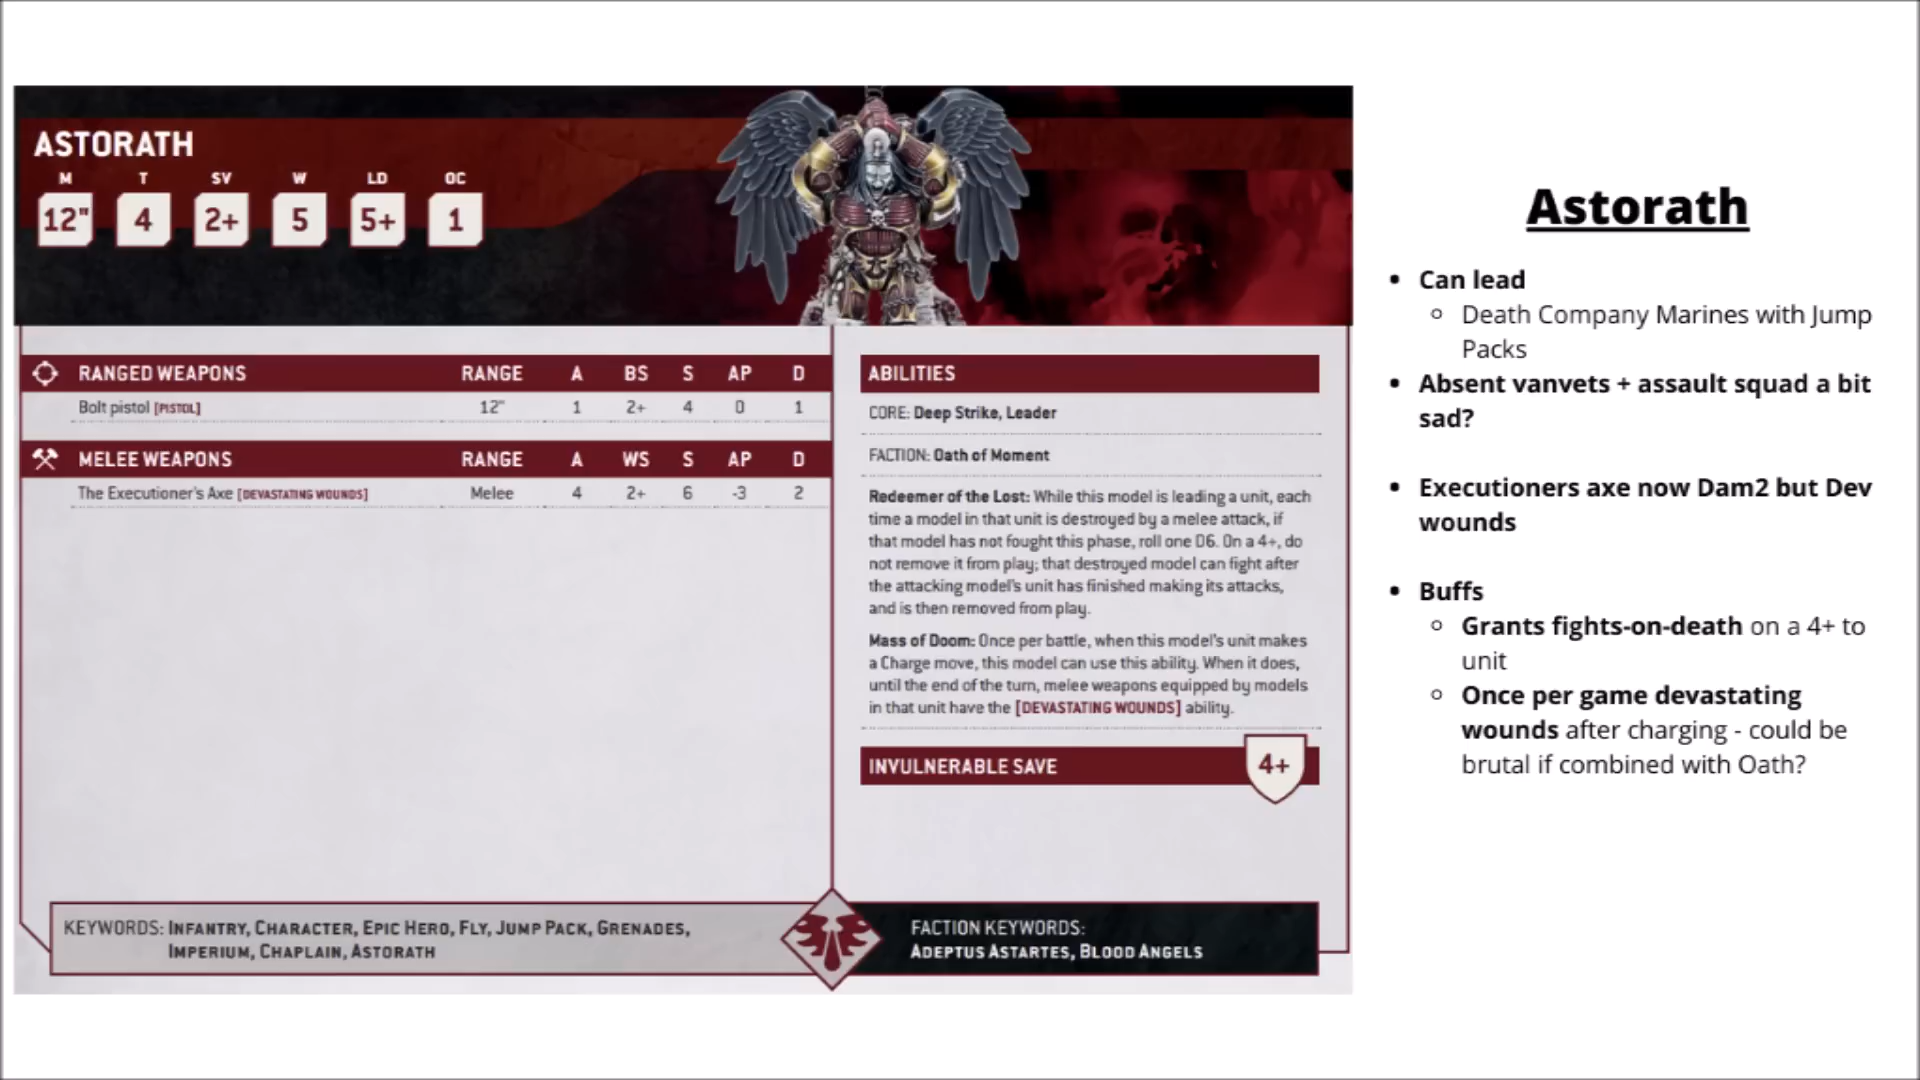 ASTORATH
M T SV W LD OC
12" 4 2+ 5 5+ 1
RANGED WEAPONS RANGE A BS S AP D
Bolt pistol [PISTOL] 12" 1 2+ 4 0 1
MELEE WEAPONS RANGE A WS S AP D
The Executioner's Axe [DEVASTATING WOUNDS] Melee 4 2+ 6 -3 2
ABILITIES
CORE: Deep Strike, Leader
FACTION: Oath of Moment
Redeemer of the Lost: While this model is leading a unit, each
time a model in that unit is destroyed by a melee attack, if
that model has not fought this phase, roll one D6. On a 4+, do
not remove it from play; that destroyed model can fight after
the attacking model's unit has finished making its attacks,
and is then removed from play.
Mass of Doom: Once per battle, when this model's unit makes
a Charge move, this model can use this ability. When it does,
until the end of the turn, melee weapons equipped by models
in that unit have the [DEVASTATING WOUNDS] ability.
INVULNERABLE SAVE 4+
KEYWORDS: INFANTRY, CHARACTER, EPIC HERO, FLY, JUMP PACK, GRENADES,
IMPERIUM, CHAPLAIN, ASTORATH
FACTION KEYWORDS:
ADEPTUS ASTARTES, BLOOD ANGELS
Astorath
• Can lead
○ Death Company Marines with Jump
Packs
• Absent vanvets + assault squad a bit
sad?
• Executioners axe now Dam2 but Dev
wounds
• Buffs
○ Grants fights-on-death on a 4+ to
unit
○ Once per game devastating
wounds after charging - could be
brutal if combined with Oath?